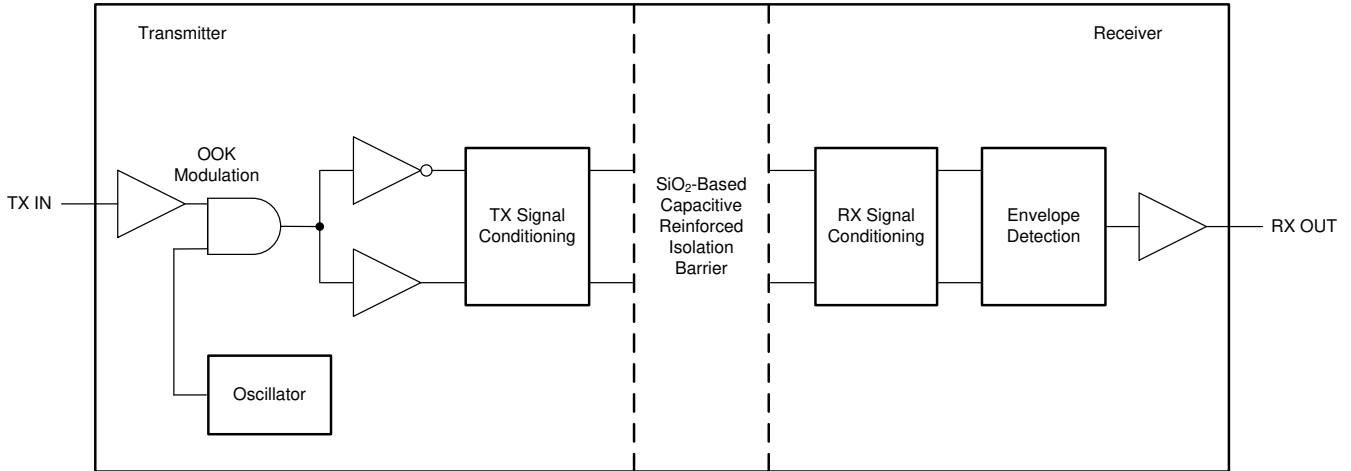 Transmitter
Receiver
OOK
Modulation
TX IN
TX Signal
Conditioning
SiO₂-Based
Capacitive
Reinforced
Isolation
Barrier
RX Signal
Conditioning
Envelope
Detection
RX OUT
Oscillator